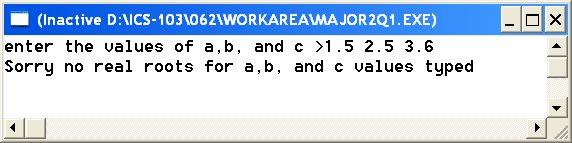 (Inactive D:\ICS-103\062\WORKAREA\MAJOR2Q1.EXE)
enter the values of a,b, and c >1.5 2.5 3.6
Sorry no real roots for a,b, and c values typed